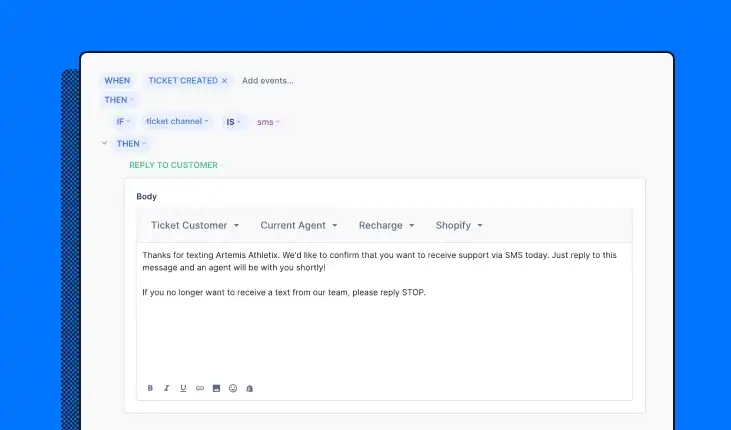 WHEN TICKET CREATED × Add events...
THEN
IF ticket channel IS sms
THEN
REPLY TO CUSTOMER
Body
Ticket Customer Current Agent Recharge Shopify
Thanks for texting Artemis Athletix. We'd like to confirm that you want to receive support via SMS today. Just reply to this
message and an agent will be with you shortly!
If you no longer want to receive a text from our team, please reply STOP.
B I U